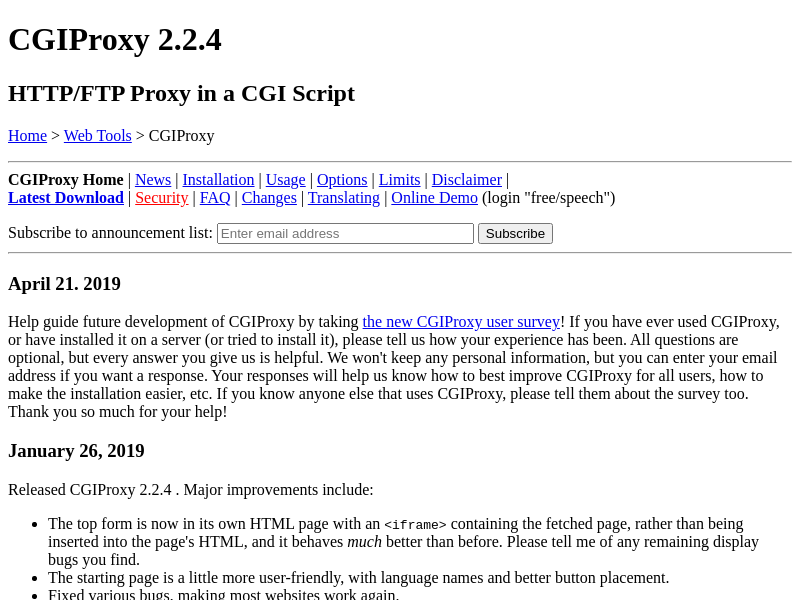 CGIProxy 2.2.4
HTTP/FTP Proxy in a CGI Script
Home > Web Tools > CGIProxy
CGIProxy Home | News | Installation | Usage | Options | Limits | Disclaimer |
Latest Download | Security | FAQ | Changes | Translating | Online Demo (login "free/speech")
Subscribe to announcement list: Enter email address Subscribe
April 21. 2019
Help guide future development of CGIProxy by taking the new CGIProxy user survey! If you have ever used CGIProxy,
or have installed it on a server (or tried to install it), please tell us how your experience has been. All questions are
optional, but every answer you give us is helpful. We won't keep any personal information, but you can enter your email
address if you want a response. Your responses will help us know how to best improve CGIProxy for all users, how to
make the installation easier, etc. If you know anyone else that uses CGIProxy, please tell them about the survey too.
Thank you so much for your help!
January 26, 2019
Released CGIProxy 2.2.4 . Major improvements include:
• The top form is now in its own HTML page with an <iframe> containing the fetched page, rather than being
inserted into the page's HTML, and it behaves much better than before. Please tell me of any remaining display
bugs you find.
• The starting page is a little more user-friendly, with language names and better button placement.
• Fixed various bugs, making most websites work again.